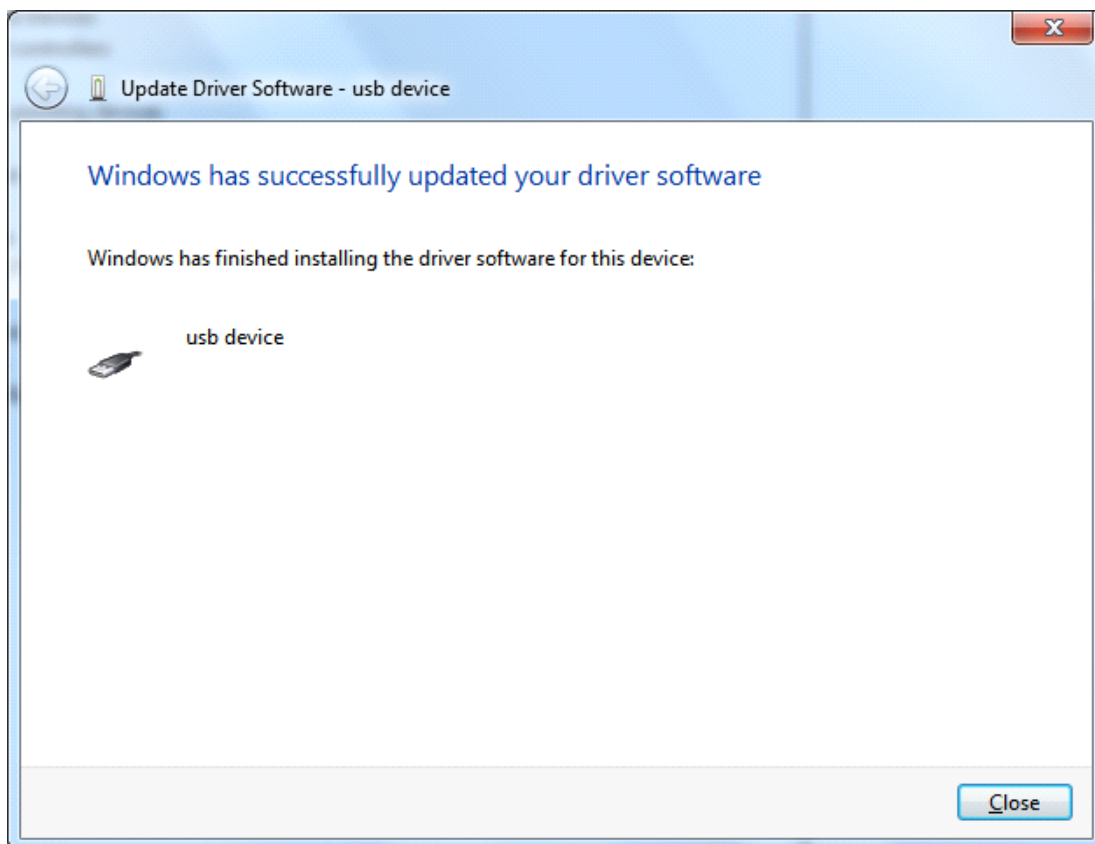 Update Driver Software - usb device
Windows has successfully updated your driver software
Windows has finished installing the driver software for this device:
usb device
Close